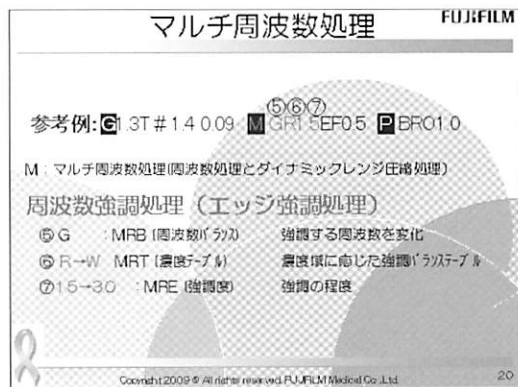 マルチ周波数処理
FUJIFILM
⑤⑥⑦
参考例:G1.3T#1.4 0.09 M GR1.5EF0.5 P BRO1.0
M:マルチ周波数処理(周波数処理とダイナミックレンジ圧縮処理)
周波数強調処理(エッジ強調処理)
⑤ G :MRB(周波数バランス) 強調する周波数を変化
⑥ R→W MRT(濃度テーブル) 濃度域に応じた強調バランステーブル
⑦1.5→3.0 :MRE(強調度) 強調の程度
Copyright 2009 © All rights reserved. FUJIFILM Medical Co.,Ltd.
20